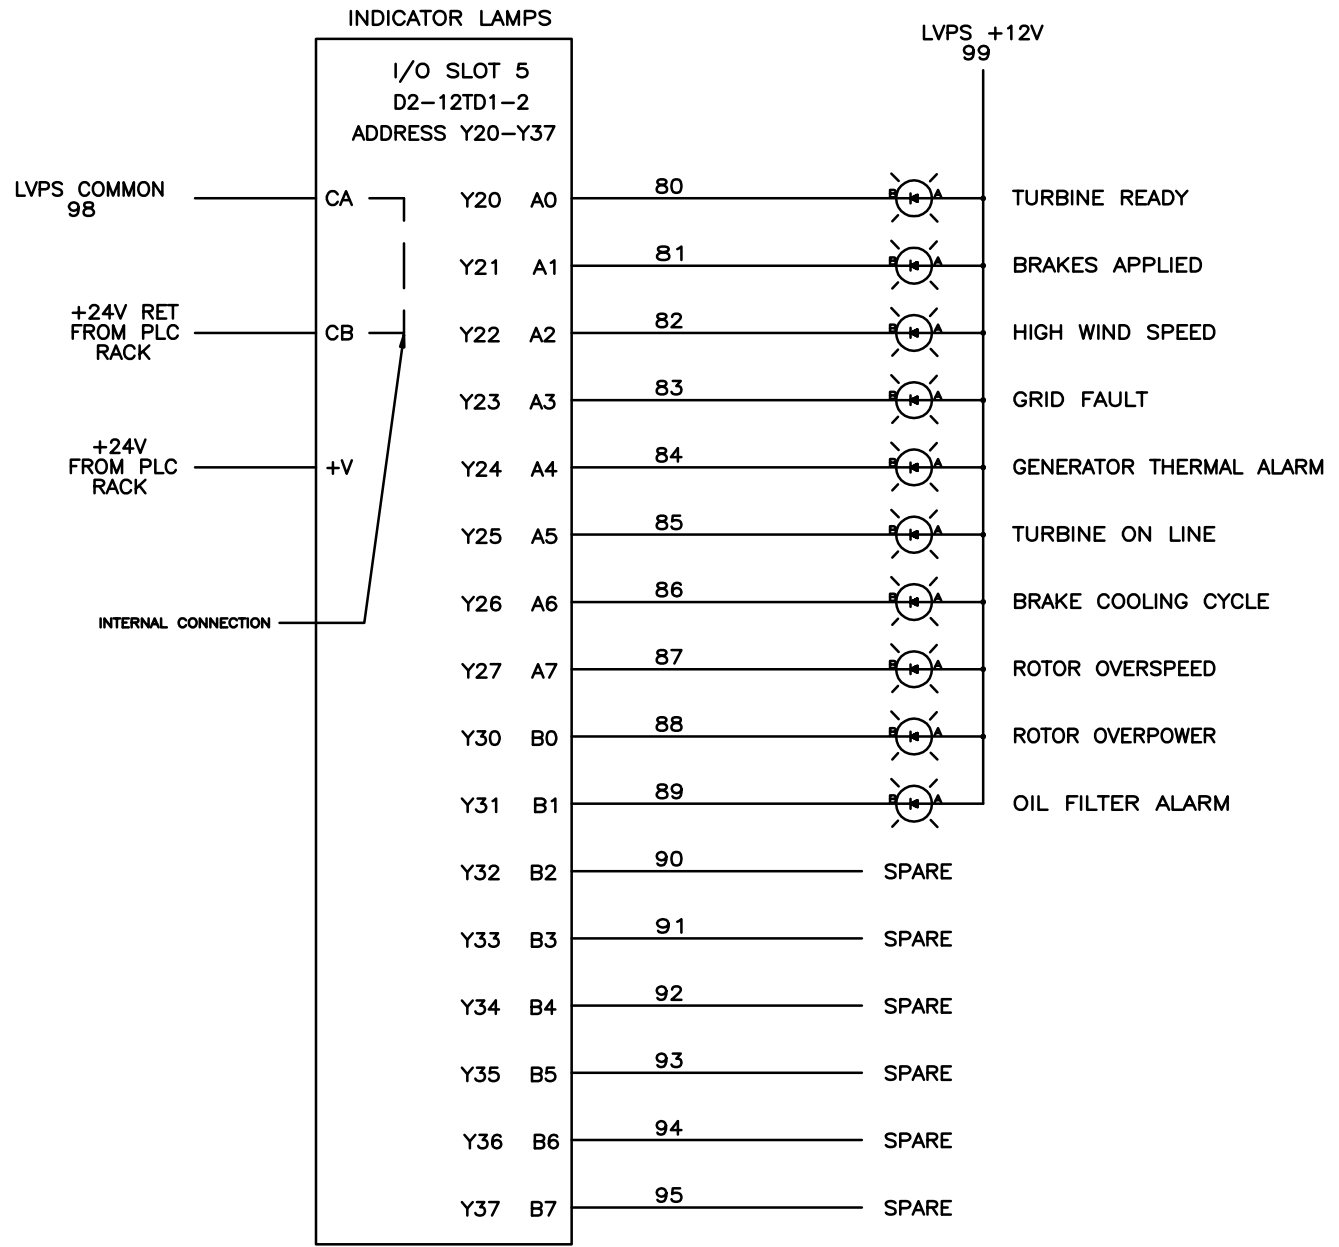 INDICATOR LAMPS
LVPS +12V
99
I/O SLOT 5
D2-12TD1-2
ADDRESS Y20-Y37
LVPS COMMON
98
CA
Y20 A0 80 B A TURBINE READY
Y21 A1 81 B A BRAKES APPLIED
+24V RET
FROM PLC
RACK
CB
Y22 A2 82 B A HIGH WIND SPEED
Y23 A3 83 B A GRID FAULT
+24V
FROM PLC
RACK
+V
Y24 A4 84 B A GENERATOR THERMAL ALARM
Y25 A5 85 B A TURBINE ON LINE
Y26 A6 86 B A BRAKE COOLING CYCLE
INTERNAL CONNECTION
Y27 A7 87 B A ROTOR OVERSPEED
Y30 B0 88 B A ROTOR OVERPOWER
Y31 B1 89 B A OIL FILTER ALARM
Y32 B2 90 SPARE
Y33 B3 91 SPARE
Y34 B4 92 SPARE
Y35 B5 93 SPARE
Y36 B6 94 SPARE
Y37 B7 95 SPARE